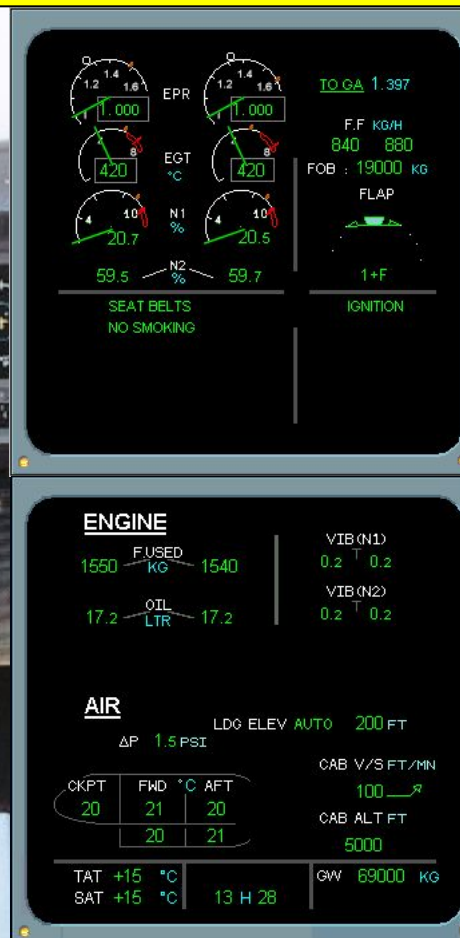 1.2 1.4 1.6 EPR 1.2 1.4 1.6 TO GA 1.397
1 1.000 1 1.000
F.F KG/H
840 880
8 EGT 8
420 °C 420 FOB : 19000 KG
FLAP
4 10 N1 4 10
20.7 % 20.5
59.5 N2 % 59.7 1+F
SEAT BELTS IGNITION
NO SMOKING
ENGINE
F.USED VIB (N1)
1550 KG 1540 0.2 0.2
VIB (N2)
OIL
17.2 LTR 17.2 0.2 0.2
AIR
LDG ELEV AUTO 200 FT
ΔP 1.5 PSI
CAB V/S FT/MN
CKPT FWD °C AFT 100
20 21 20 CAB ALT FT
20 21 5000
TAT +15 °C GW 69000 KG
SAT +15 °C 13 H 28